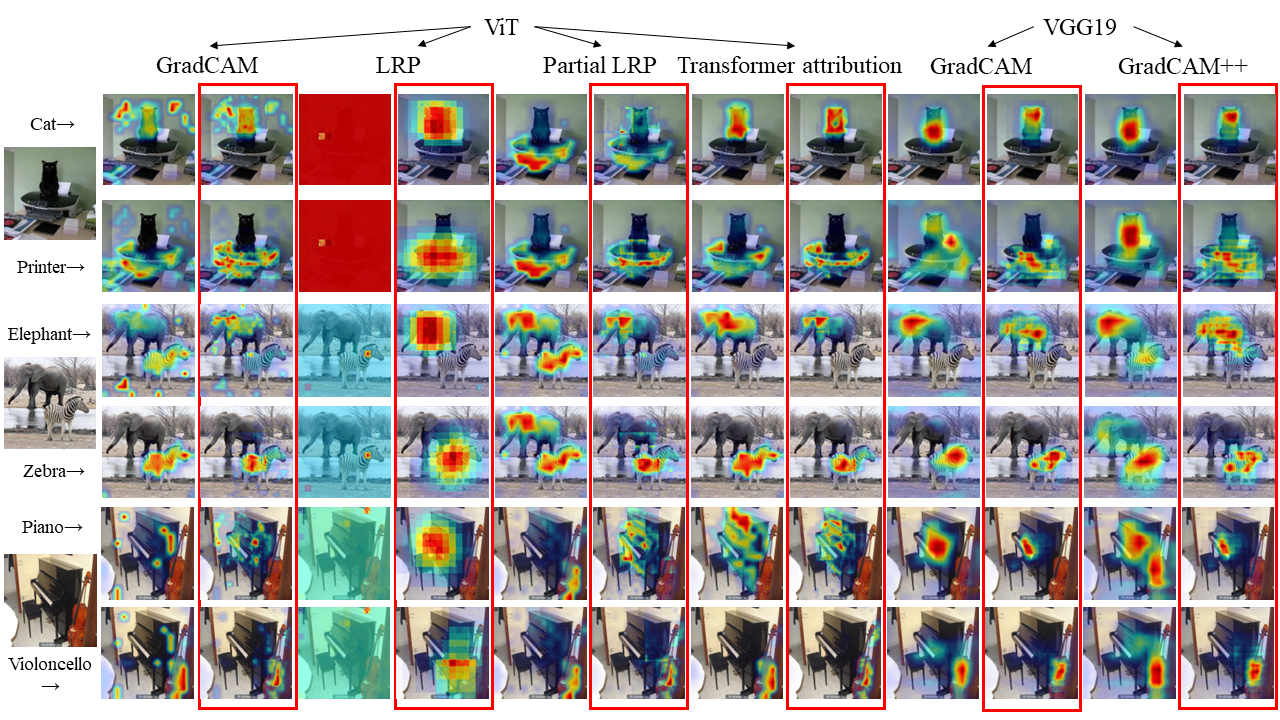 ViT VGG19
GradCAM LRP Partial LRP Transformer attribution GradCAM GradCAM++
Cat→
Printer→
Elephant→
Zebra→
Piano→
Violoncello
→